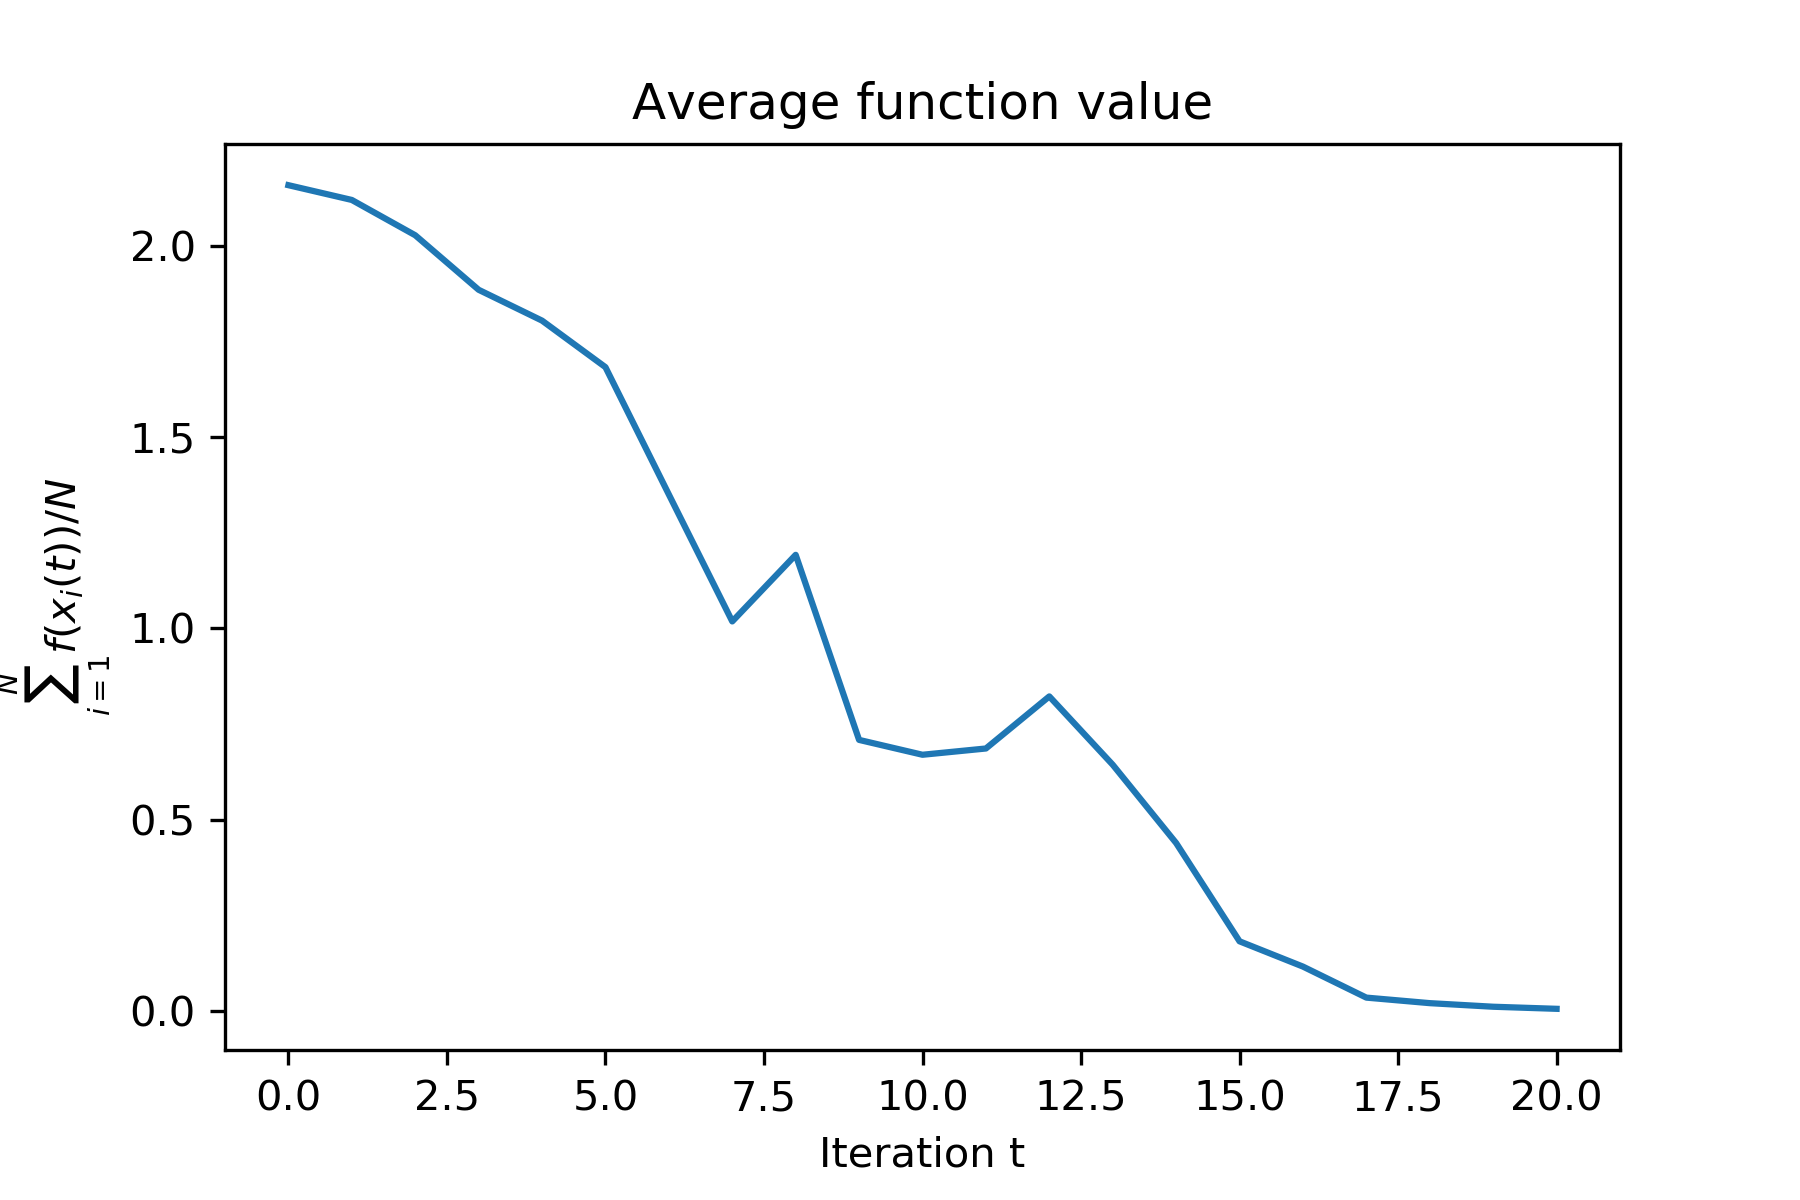 Average function value
2.0
1.5
1.0
0.5
0.0
N
∑ f(x_i(t))/N
i = 1
0.0 2.5 5.0 7.5 10.0 12.5 15.0 17.5 20.0
Iteration t